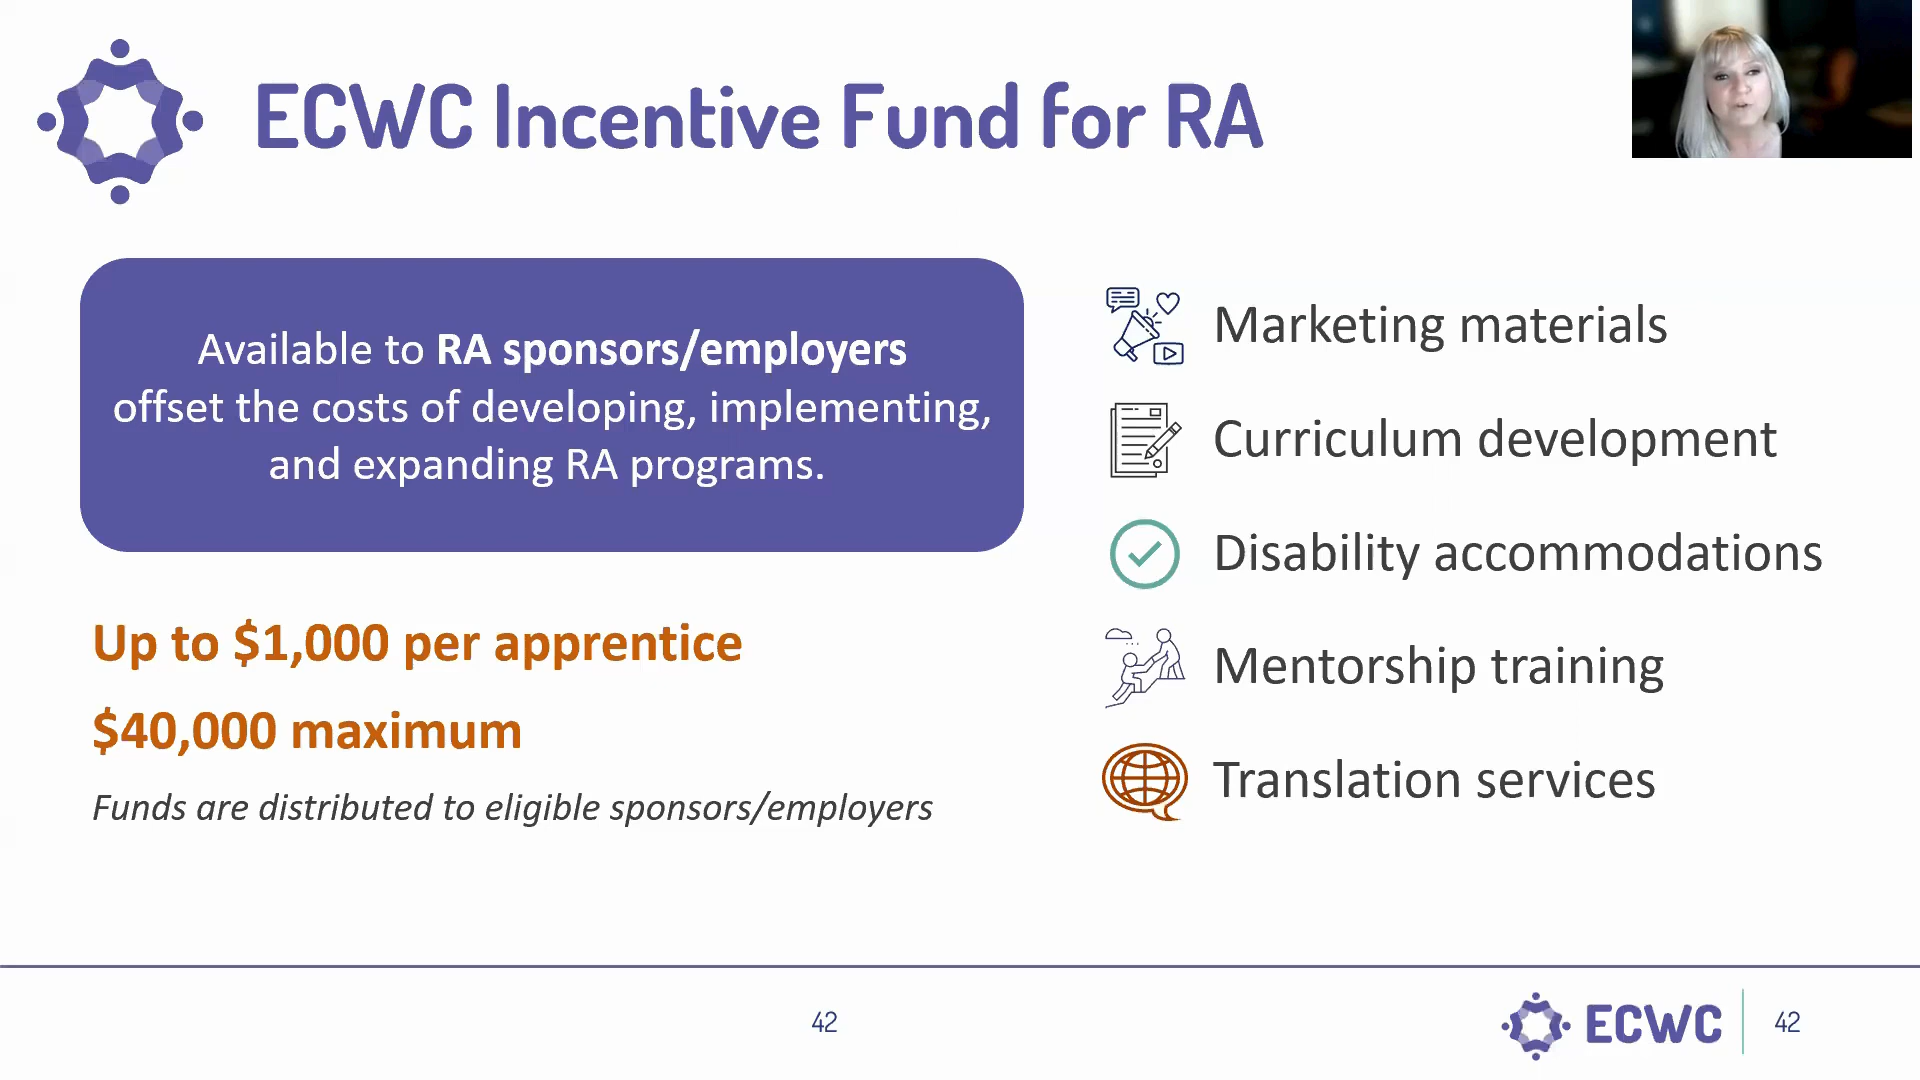 ECWC Incentive Fund for RA
Available to RA sponsors/employers
offset the costs of developing, implementing,
and expanding RA programs.
Up to $1,000 per apprentice
$40,000 maximum
Funds are distributed to eligible sponsors/employers
Marketing materials
Curriculum development
Disability accommodations
Mentorship training
Translation services
42
ECWC
42